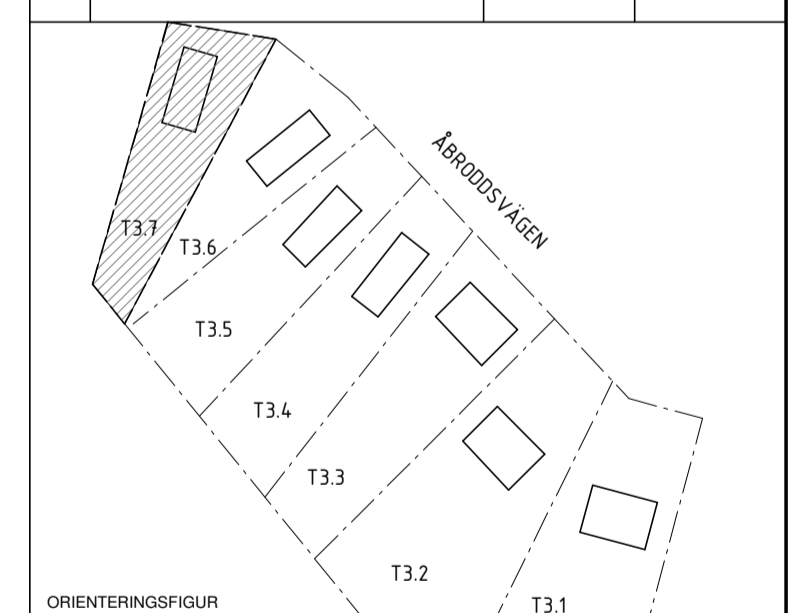 ÅBRODDSVÄGEN
T3.7
T3.6
T3.5
T3.4
T3.3
T3.2
T3.1
ORIENTERINGSFIGUR